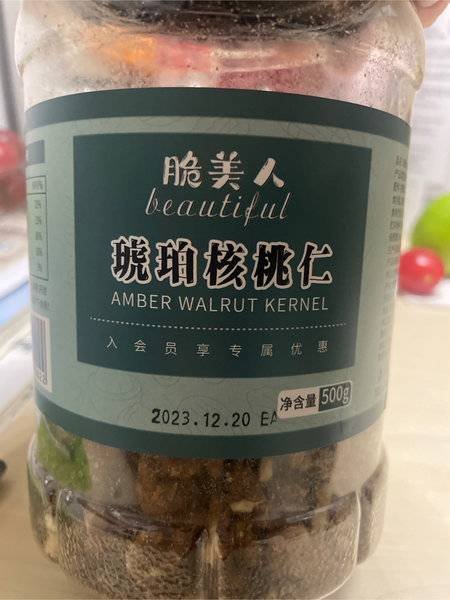 脆美人
beautiful
琥珀核桃仁
AMBER WALRUT KERNEL
入会员享专属优惠
2023.12.20 EA
净含量 500g